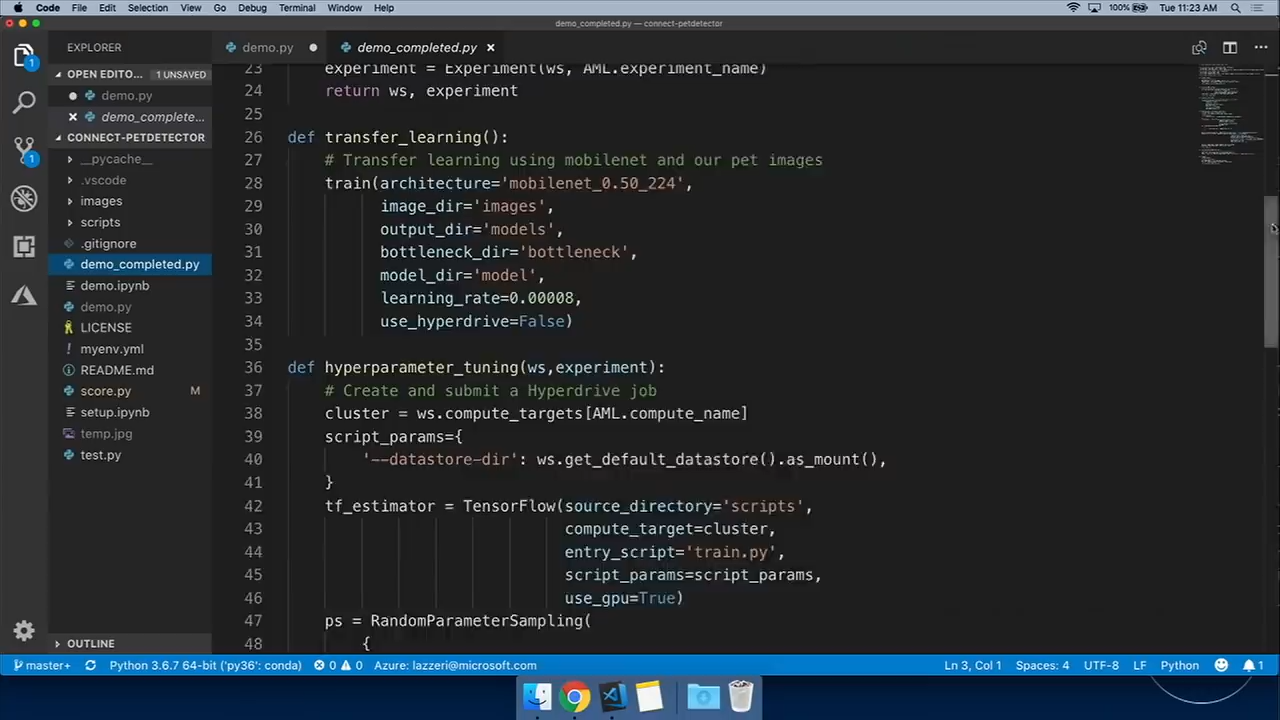 Code File Edit Selection View Go Debug Terminal Window Help 100% Tue 11:23 AM
demo_completed.py — connect-petdetector
EXPLORER
demo.py
demo_completed.py
OPEN EDITO... 1 UNSAVED
demo.py
demo_complete...
CONNECT-PETDETECTOR
__pycache__
.vscode
images
scripts
.gitignore
demo_completed.py
demo.ipynb
demo.py
LICENSE
myenv.yml
README.md
score.py M
setup.ipynb
temp.jpg
test.py
OUTLINE
1
1
23 experiment = Experiment(ws, AML.experiment_name)
24 return ws, experiment
25
26 def transfer_learning():
27 # Transfer learning using mobilenet and our pet images
28 train(architecture='mobilenet_0.50_224',
29 image_dir='images',
30 output_dir='models',
31 bottleneck_dir='bottleneck',
32 model_dir='model',
33 learning_rate=0.00008,
34 use_hyperdrive=False)
35
36 def hyperparameter_tuning(ws,experiment):
37 # Create and submit a Hyperdrive job
38 cluster = ws.compute_targets[AML.compute_name]
39 script_params={
40 '--datastore-dir': ws.get_default_datastore().as_mount(),
41 }
42 tf_estimator = TensorFlow(source_directory='scripts',
43 compute_target=cluster,
44 entry_script='train.py',
45 script_params=script_params,
46 use_gpu=True)
47 ps = RandomParameterSampling(
48 {
master+ Python 3.6.7 64-bit ('py36': conda) 0 0 Azure: lazzeri@microsoft.com Ln 3, Col 1 Spaces: 4 UTF-8 LF Python 1